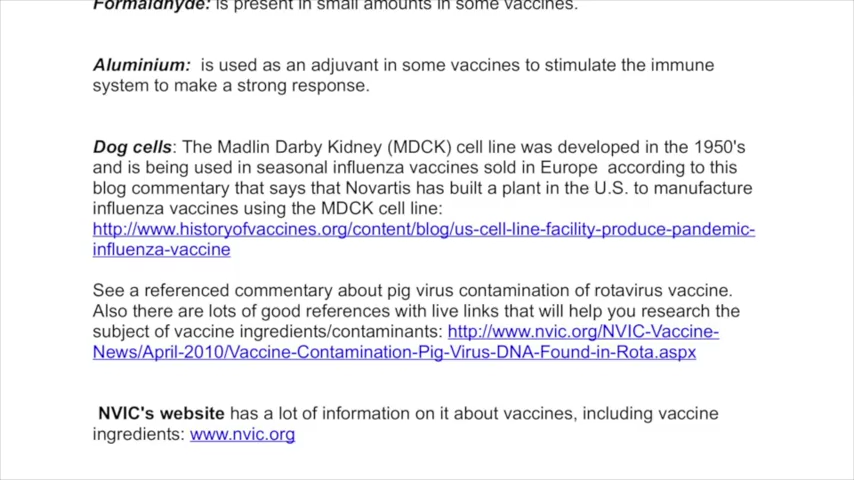 Formaldhyde: is present in small amounts in some vaccines.
Aluminium: is used as an adjuvant in some vaccines to stimulate the immune
system to make a strong response.
Dog cells: The Madlin Darby Kidney (MDCK) cell line was developed in the 1950's
and is being used in seasonal influenza vaccines sold in Europe according to this
blog commentary that says that Novartis has built a plant in the U.S. to manufacture
influenza vaccines using the MDCK cell line:
http://www.historyofvaccines.org/content/blog/us-cell-line-facility-produce-pandemic-
influenza-vaccine
See a referenced commentary about pig virus contamination of rotavirus vaccine.
Also there are lots of good references with live links that will help you research the
subject of vaccine ingredients/contaminants: http://www.nvic.org/NVIC-Vaccine-
News/April-2010/Vaccine-Contamination-Pig-Virus-DNA-Found-in-Rota.aspx
NVIC's website has a lot of information on it about vaccines, including vaccine
ingredients: www.nvic.org